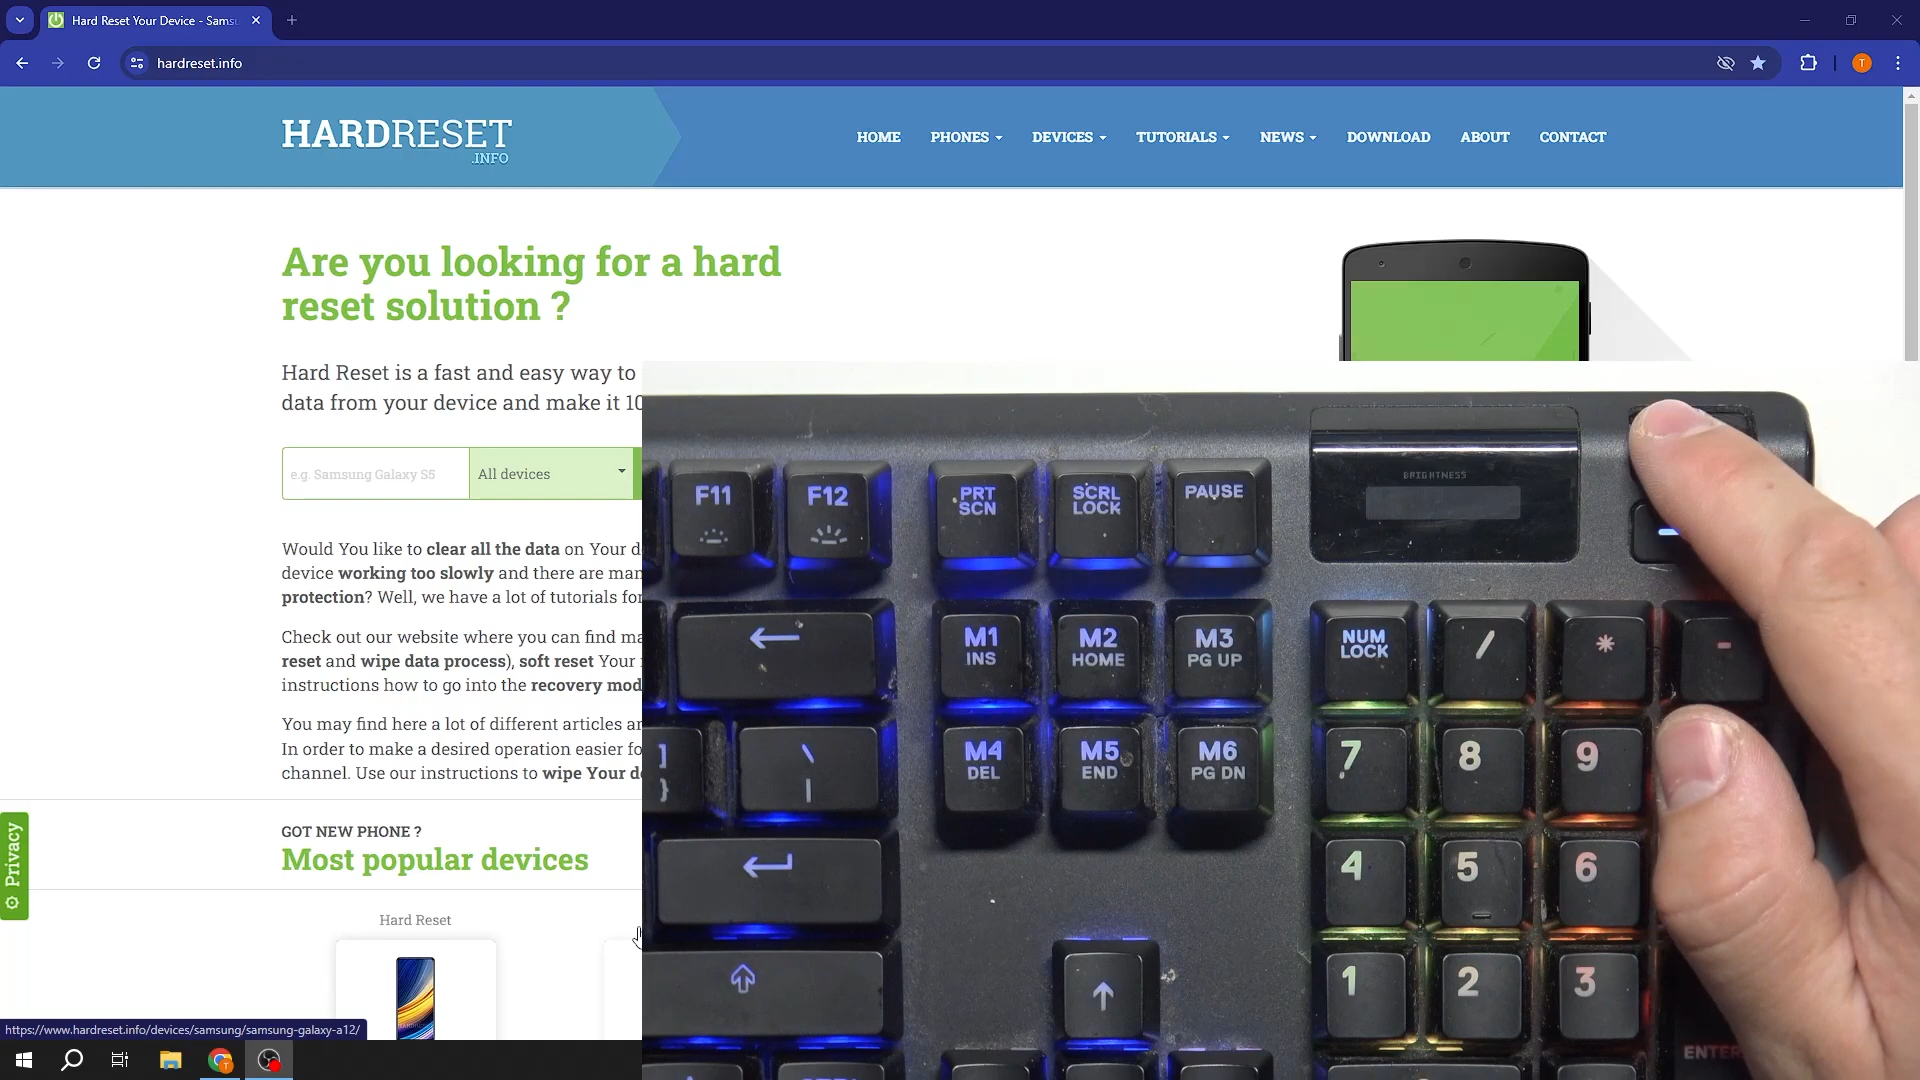 Hard Reset Your Device - Sams
hardreset.info
HARDRESET
.INFO
HOME
PHONES
DEVICES
TUTORIALS
NEWS
DOWNLOAD
ABOUT
CONTACT
Are you looking for a hard
reset solution ?
Hard Reset is a fast and easy way to
data from your device and make it 10
e.g. Samsung Galaxy S5
All devices
Would You like to clear all the data on Your d
device working too slowly and there are man
protection? Well, we have a lot of tutorials for
Check out our website where you can find ma
reset and wipe data process), soft reset Your
instructions how to go into the recovery mod
You may find here a lot of different articles an
In order to make a desired operation easier fo
channel. Use our instructions to wipe Your de
Privacy
GOT NEW PHONE ?
Most popular devices
Hard Reset
https://www.hardreset.info/devices/samsung/samsung-galaxy-a12/
T
BRIGHTNESS
F11
F12
PRT
SCN
SCRL
LOCK
PAUSE
M1
INS
M2
HOME
M3
PG UP
NUM
LOCK
/
*
-
]
}
\
|
M4
DEL
M5
END
M6
PG DN
7
8
9
4
5
6
1
2
3
ENTER